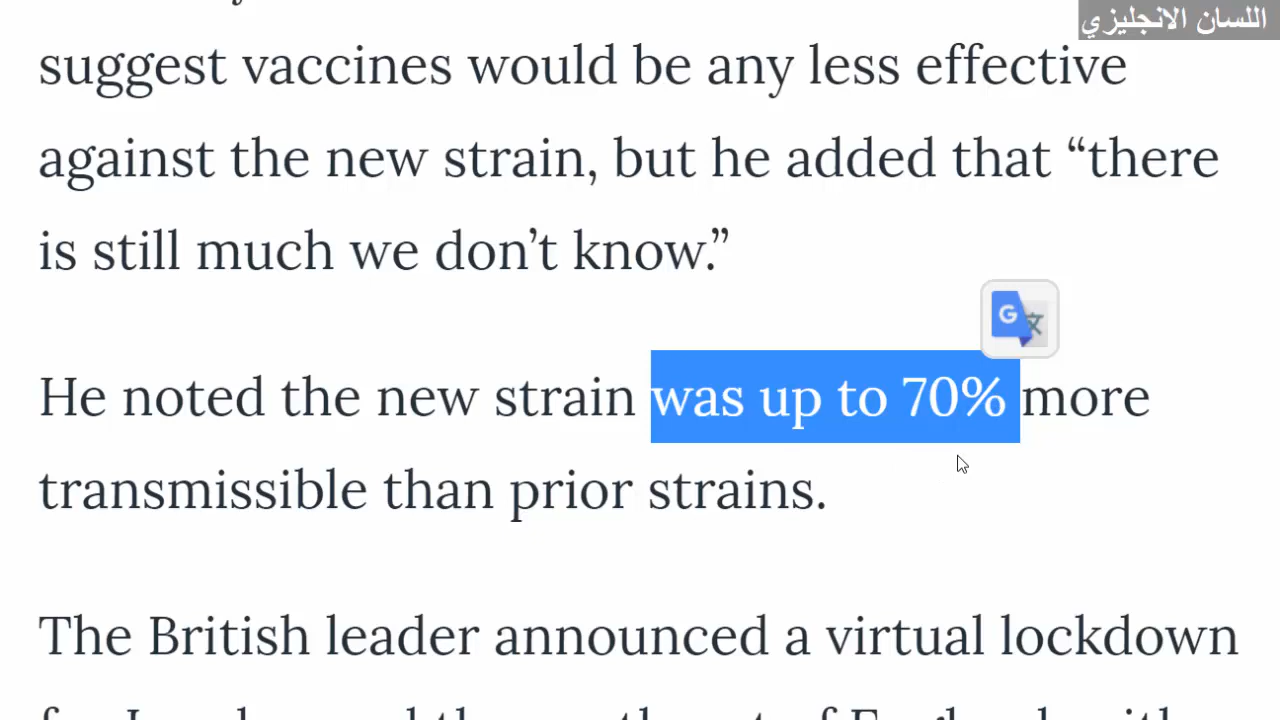 اللسان الانجليزي
suggest vaccines would be any less effective
against the new strain, but he added that “there
is still much we don’t know.”
He noted the new strain was up to 70% more
transmissible than prior strains.
The British leader announced a virtual lockdown